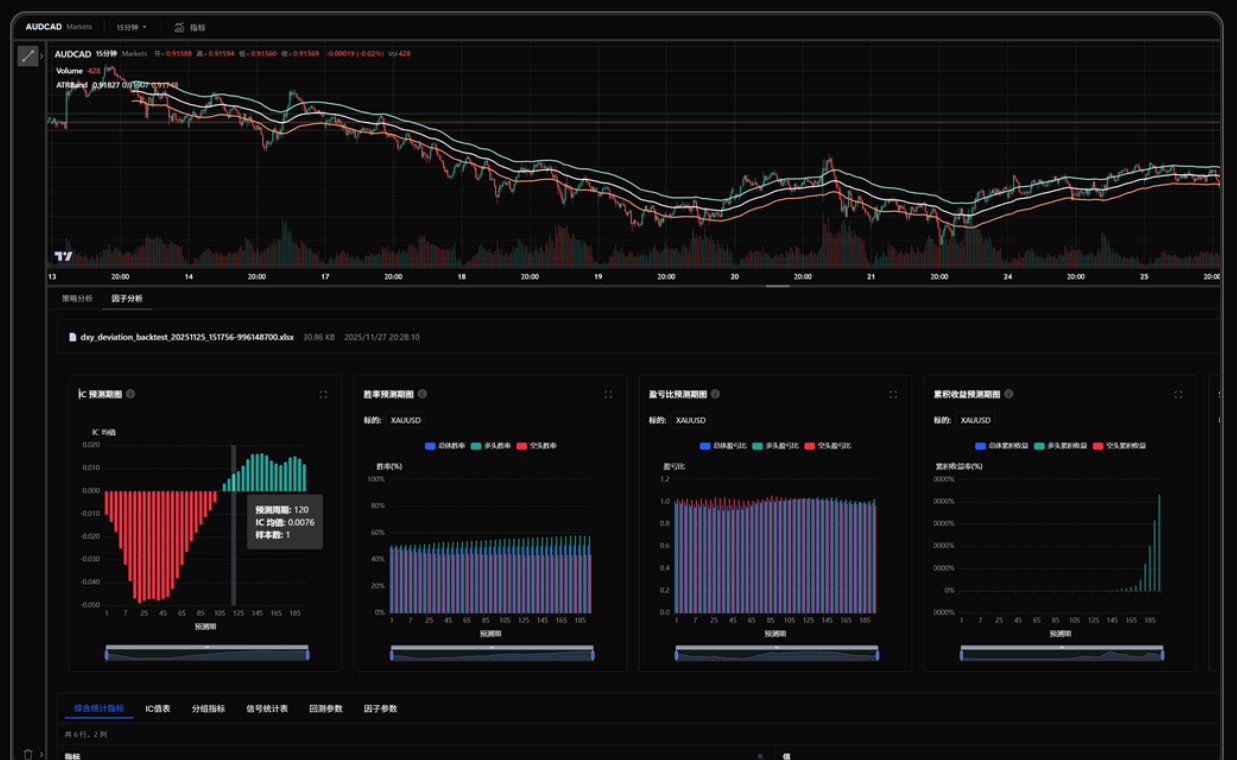 AUDCAD Markets 15分钟 指标
AUDCAD 15分钟 Markets 开=0.91588 高=0.91594 低=0.91560 收=0.91569 -0.00019 (-0.02%) Vol 428
Volume 428
0.91827
13 20:00 14 20:00 17 20:00 18 20:00 19 20:00 20 20:00 21 20:00 24 20:00 25 20:00
策略分析 因子分析
dxy_deviation_backtest_20251125_151756-996148700.xlsx 30.86 KB 2025/11/27 20:28:10
IC 预测期图
IC 均值
0.020
0.010
0.000
-0.010
-0.020
-0.030
-0.040
-0.050
1 7 25 45 65 85 105 125 145 165 185
预测期
预测周期: 120
IC 均值: 0.0076
样本数: 1
胜率预测期图
标的: XAUUSD
总体胜率 多头胜率 空头胜率
胜率(%)
100%
80%
60%
40%
20%
0%
1 7 25 45 65 85 105 125 145 165 185
预测期
盈亏比预测期图
标的: XAUUSD
总体盈亏比 多头盈亏比 空头盈亏比
盈亏比
1.2
1.0
0.8
0.6
0.4
0.2
0.0
1 7 25 45 65 85 105 125 145 165 185
预测期
累积收益预测期图
标的: XAUUSD
总体累积收益 多头累积收益 空头累积收益
累积收益率(%)
0000%
0000%
0000%
0000%
0%
0000%
1 7 25 45 65 85 105 125 145 165 185
预测期
综合统计指标 IC值表 分组指标 信号统计表 回测参数 因子参数
共 6 行, 2 列
指标 值